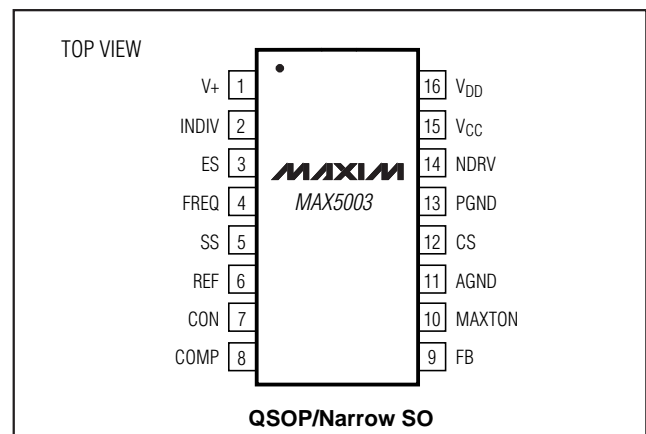 TOP VIEW
V+ 1
INDIV 2
ES 3
FREQ 4
SS 5
REF 6
CON 7
COMP 8
MAXIM
MAX5003
16 VDD
15 VCC
14 NDRV
13 PGND
12 CS
11 AGND
10 MAXTON
9 FB
QSOP/Narrow SO